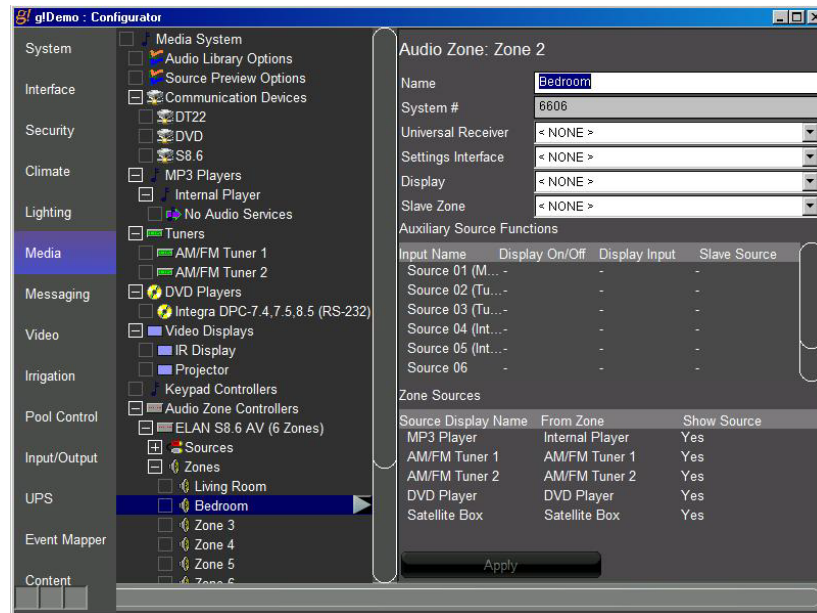 g! g!Demo : Configurator
System
Interface
Security
Climate
Lighting
Media
Messaging
Video
Irrigation
Pool Control
Input/Output
UPS
Event Mapper
Content
Media System
Audio Library Options
Source Preview Options
Communication Devices
DT22
DVD
S8.6
MP3 Players
Internal Player
No Audio Services
Tuners
AM/FM Tuner 1
AM/FM Tuner 2
DVD Players
Integra DPC-7.4,7.5,8.5 (RS-232)
Video Displays
IR Display
Projector
Keypad Controllers
Audio Zone Controllers
ELAN S8.6 AV (6 Zones)
Sources
Zones
Living Room
Bedroom
Zone 3
Zone 4
Zone 5
Zone 6
Audio Zone: Zone 2
Name Bedroom
System # 6606
Universal Receiver < NONE >
Settings Interface < NONE >
Display < NONE >
Slave Zone < NONE >
Auxiliary Source Functions
Input Name Display On/Off Display Input Slave Source
Source 01 (M... - - -
Source 02 (Tu... - - -
Source 03 (Tu... - - -
Source 04 (Int... - - -
Source 05 (Int... - - -
Source 06 - - -
Zone Sources
Source Display Name From Zone Show Source
MP3 Player Internal Player Yes
AM/FM Tuner 1 AM/FM Tuner 1 Yes
AM/FM Tuner 2 AM/FM Tuner 2 Yes
DVD Player DVD Player Yes
Satellite Box Satellite Box Yes
Apply